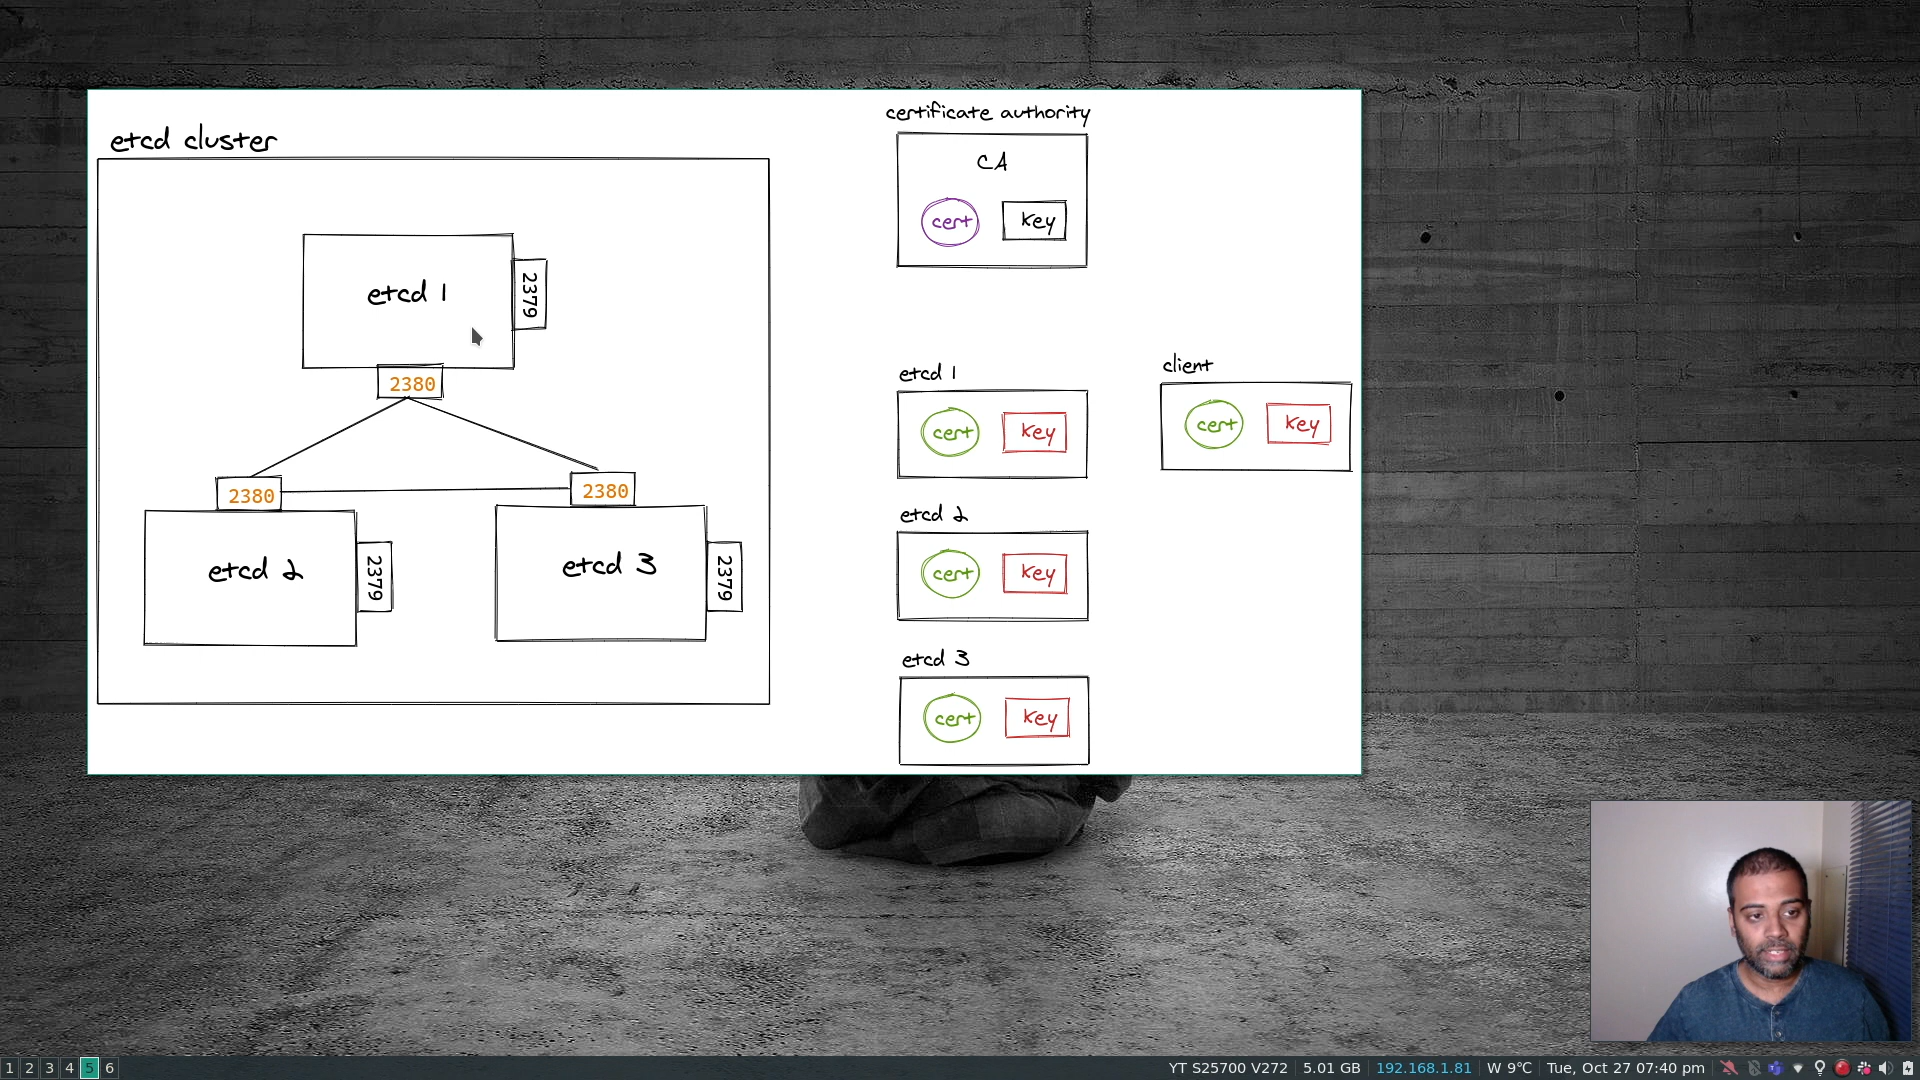 etcd cluster
etcd 1
2379
2380
2380
2380
etcd 2
2379
etcd 3
2379
certificate authority
CA
cert
key
etcd 1
cert
key
client
cert
key
etcd 2
cert
key
etcd 3
cert
key
1 2 3 4 5 6
YT S25700 V272 5.01 GB 192.168.1.81 W 9°C Tue, Oct 27 07:40 pm